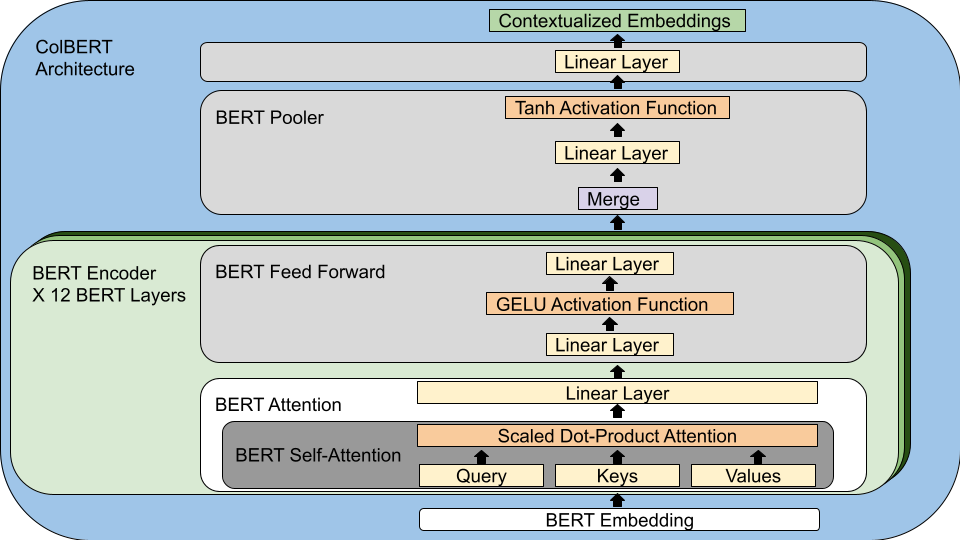 Contextualized Embeddings
ColBERT
Architecture
Linear Layer
BERT Pooler
Tanh Activation Function
Linear Layer
Merge
BERT Encoder
X 12 BERT Layers
BERT Feed Forward
Linear Layer
GELU Activation Function
Linear Layer
BERT Attention
Linear Layer
BERT Self-Attention
Scaled Dot-Product Attention
Query
Keys
Values
BERT Embedding